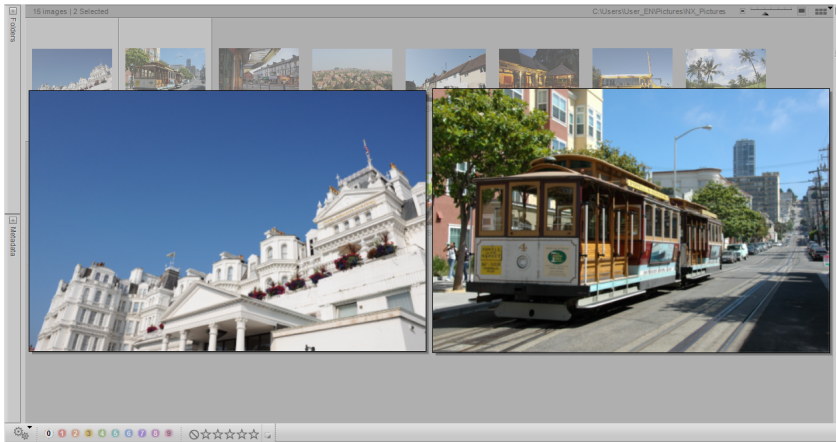 15 images | 2 Selected
C:\Users\User_EN\Pictures\NX_Pictures
Folders
Metadata
0 1 2 3 4 5 6 7 8 9